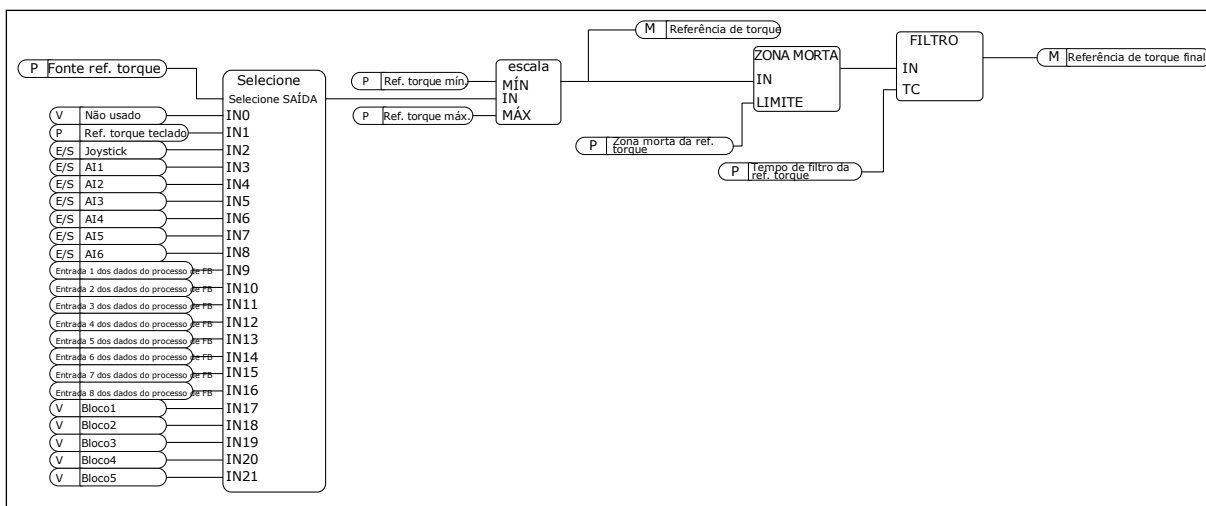 M Referência de torque
FILTRO
P Fonte ref. torque
Selecione
Selecione SAÍDA
escala
MÍN
IN
MÁX
P Ref. torque mín.
P Ref. torque máx.
ZONA MORTA
IN
LIMITE
IN
TC
M Referência de torque final
P Zona morta da ref.
torque
P Tempo de filtro da
ref. torque
V Não usado IN0
P Ref. torque teclado IN1
E/S Joystick IN2
E/S AI1 IN3
E/S AI2 IN4
E/S AI3 IN5
E/S AI4 IN6
E/S AI5 IN7
E/S AI6 IN8
Entrada 1 dos dados do processo de FB IN9
Entrada 2 dos dados do processo de FB IN10
Entrada 3 dos dados do processo de FB IN11
Entrada 4 dos dados do processo de FB IN12
Entrada 5 dos dados do processo de FB IN13
Entrada 6 dos dados do processo de FB IN14
Entrada 7 dos dados do processo de FB IN15
Entrada 8 dos dados do processo de FB IN16
V Bloco1 IN17
V Bloco2 IN18
V Bloco3 IN19
V Bloco4 IN20
V Bloco5 IN21